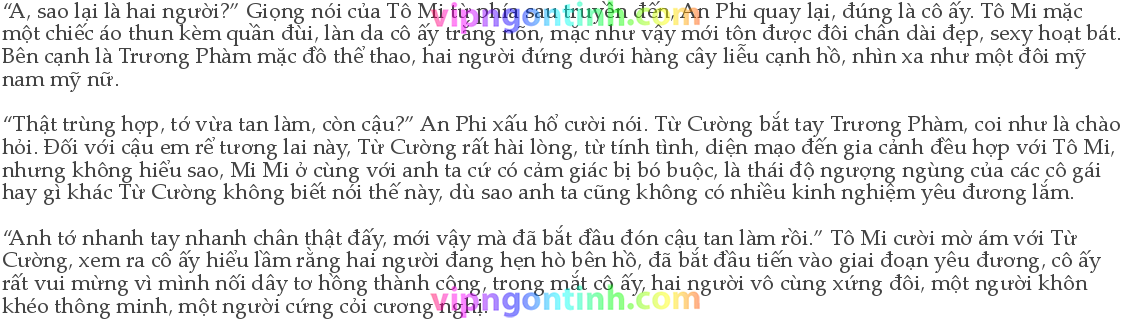 “A, sao lại là hai người?” Giọng nói của Tô Mi từ phía sau truyền đến, An Phi quay lại, đúng là cô ấy. Tô Mi mặc
một chiếc áo thun kèm quần đùi, làn da cô ấy trắng nõn, mặc như vậy mới tôn được đôi chân dài đẹp, sexy hoạt bát.
Bên cạnh là Trương Phàm mặc đồ thể thao, hai người đứng dưới hàng cây liễu cạnh hồ, nhìn xa như một đôi mỹ
nam mỹ nữ.
“Thật trùng hợp, tớ vừa tan làm, còn cậu?” An Phi xấu hổ cười nói. Từ Cường bắt tay Trương Phàm, coi như là chào
hỏi. Đối với cậu em rể tương lai này, Từ Cường rất hài lòng, từ tính tình, diện mạo đến gia cảnh đều hợp với Tô Mi,
nhưng không hiểu sao, Mi Mi ở cùng với anh ta cứ có cảm giác bị bó buộc, là thái độ ngượng ngùng của các cô gái
hay gì khác Từ Cường không biết nói thế này, dù sao anh ta cũng không có nhiều kinh nghiệm yêu đương lắm.
“Anh tớ nhanh tay nhanh chân thật đấy, mới vậy mà đã bắt đầu đón cậu tan làm rồi.” Tô Mi cười mờ ám với Từ
Cường, xem ra cô ấy hiểu lầm rằng hai người đang hẹn hò bên hồ, đã bắt đầu tiến vào giai đoạn yêu đương, cô ấy
rất vui mừng vì mình nối dây tơ hồng thành công, trong mắt cô ấy, hai người vô cùng xứng đôi, một người khôn
khéo thông minh, một người cứng cỏi cương nghị.
vipngontinh.com
vipngontinh.com